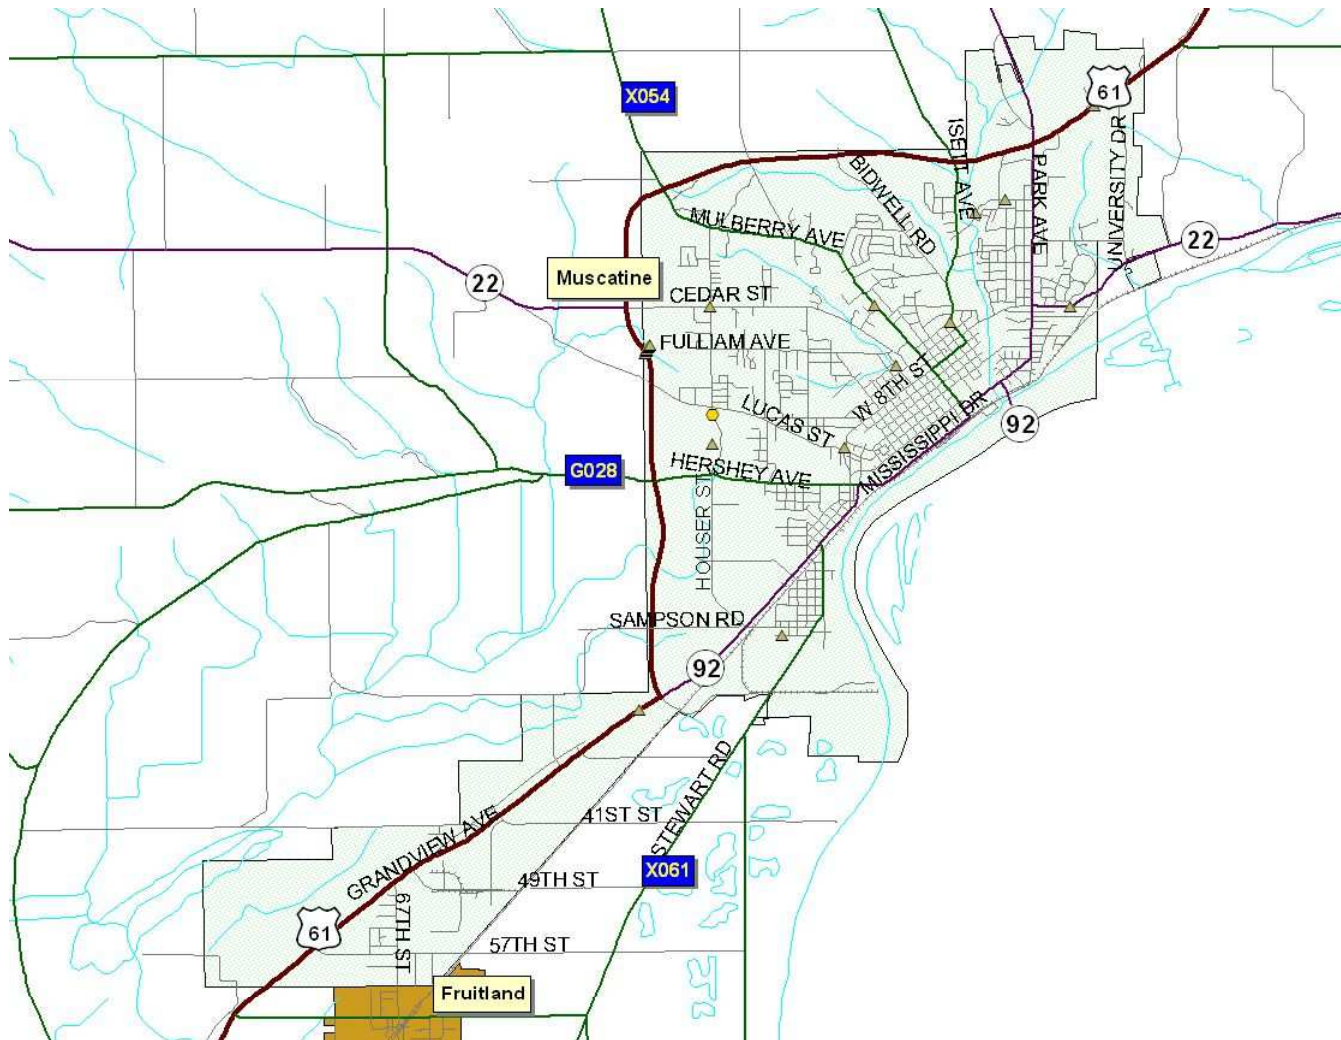 61
X054
ISETT AVE
UNIVERSITY DR
BIDWELL RD
PARK AVE
MULBERRY AVE
22
22
Muscatine
CEDAR ST
FULLIAM AVE
W 8TH ST
LUCAS ST
MISSISSIPPI DR
92
HERSHEY AVE
G028
HOUSER ST
SAMPSON RD
92
STEWART RD
41ST ST
GRANDVIEW AVE
X061
49TH ST
67TH ST
61
57TH ST
Fruitland